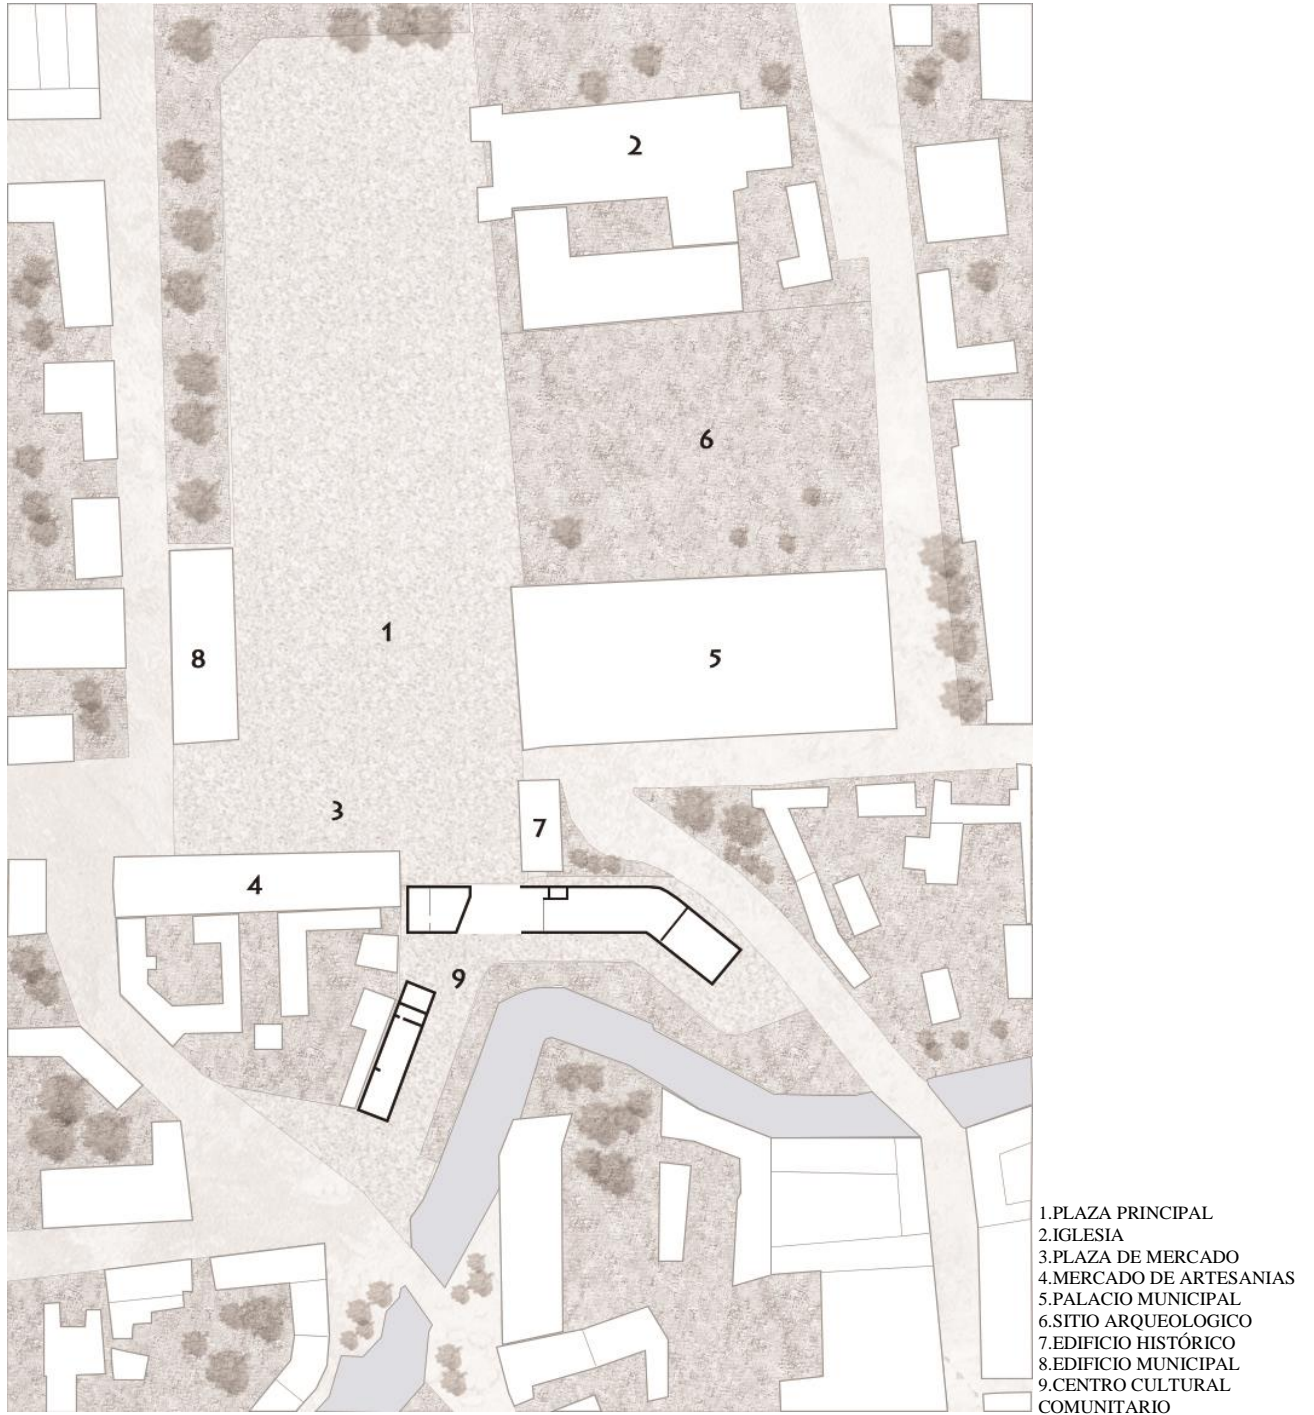 2
6
1
8
5
3
7
4
9
1.PLAZA PRINCIPAL
2.IGLESIA
3.PLAZA DE MERCADO
4.MERCADO DE ARTESANIAS
5.PALACIO MUNICIPAL
6.SITIO ARQUEOLOGICO
7.EDIFICIO HISTÓRICO
8.EDIFICIO MUNICIPAL
9.CENTRO CULTURAL
COMUNITARIO